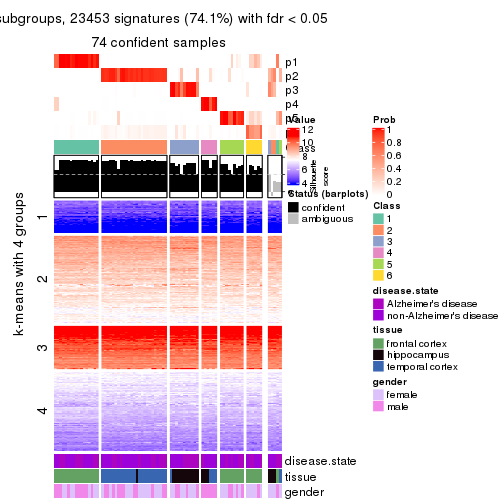 subgroups, 23453 signatures (74.1%) with fdr < 0.05
74 confident samples
p1
p2
p3
p4
p5
Value
12
10
8
6
4
Silhouette
score
Status (barplots)
confident
ambiguous
Prob
1
0.8
0.6
0.4
0.2
0
Class
1
2
3
4
5
6
disease.state
Alzheimer's disease
non-Alzheimer's disease
tissue
frontal cortex
hippocampus
temporal cortex
gender
female
male
k-means with 4 groups
1
2
3
4
disease.state
tissue
gender